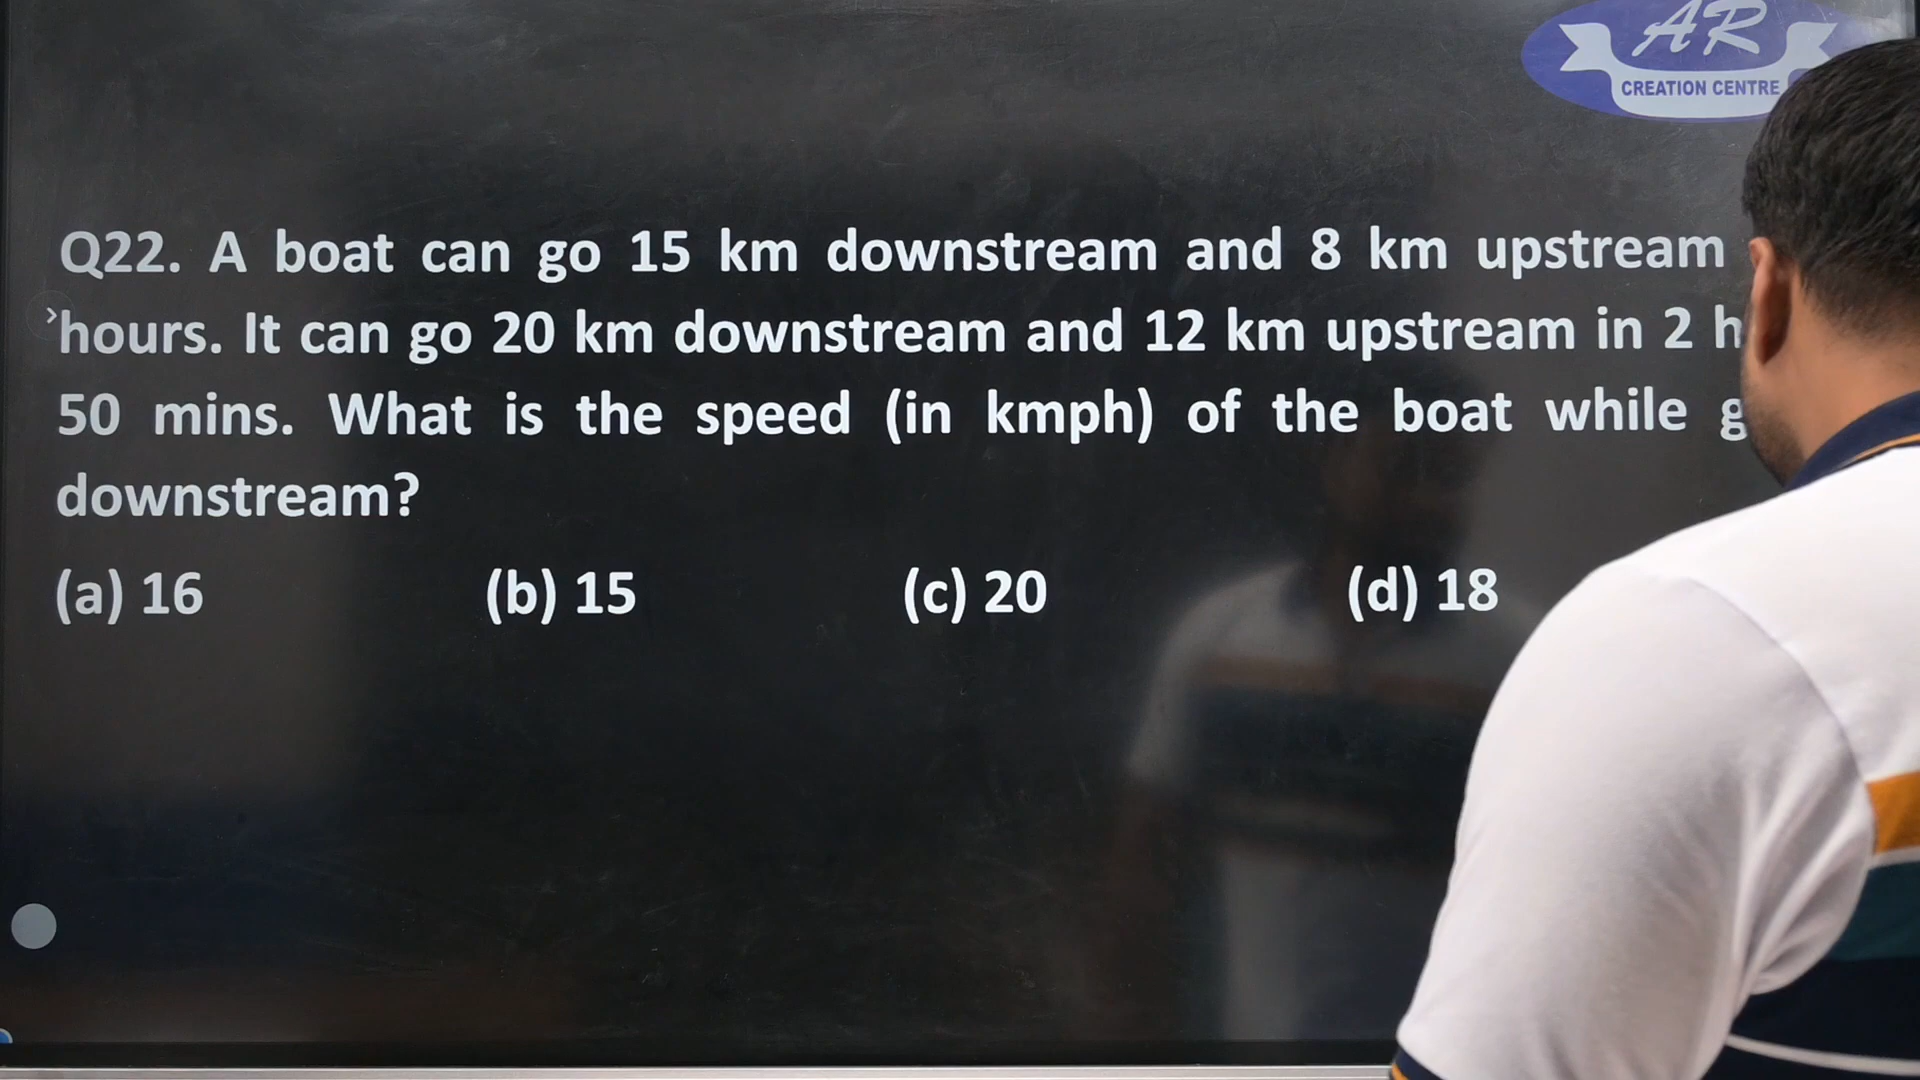 AR
CREATION CENTRE
Q22. A boat can go 15 km downstream and 8 km upstream
hours. It can go 20 km downstream and 12 km upstream in 2
50 mins. What is the speed (in kmph) of the boat while
downstream?
(a) 16 (b) 15 (c) 20 (d) 18